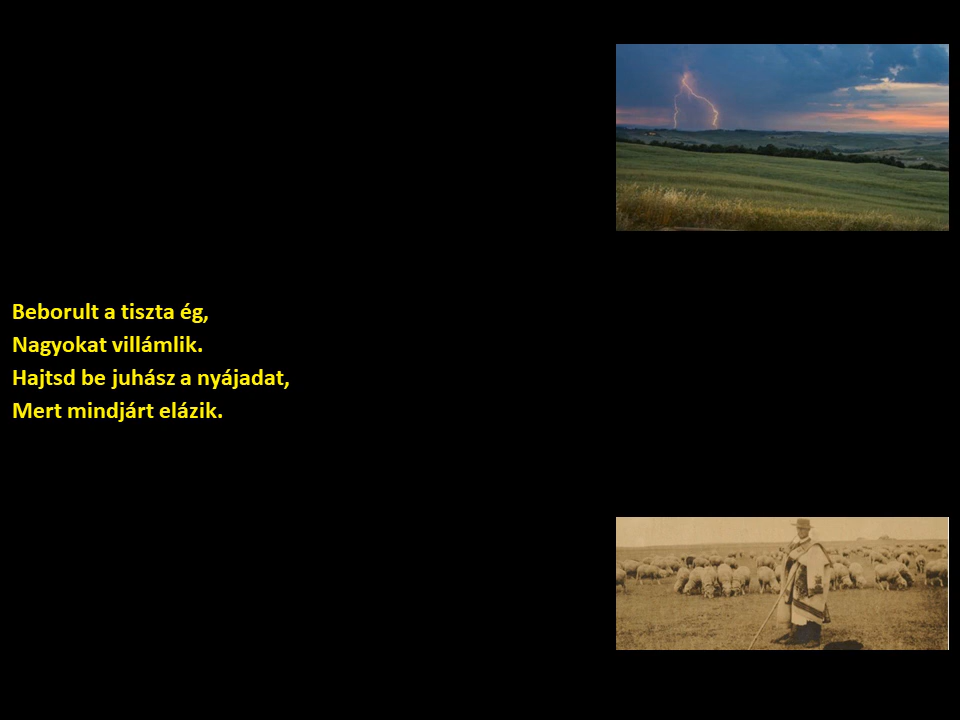 Beborult a tiszta ég,
Nagyokat villámlik.
Hajtsd be juhász a nyájadat,
Mert mindjárt elázik.